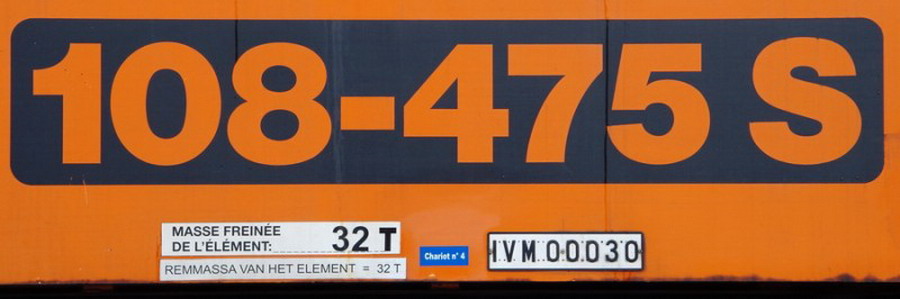 108-475 S
MASSE FREINÉE
DE L'ÉLÉMENT: 32 T
REMMASSA VAN HET ELEMENT = 32 T
Chariot n° 4
IVM 00030